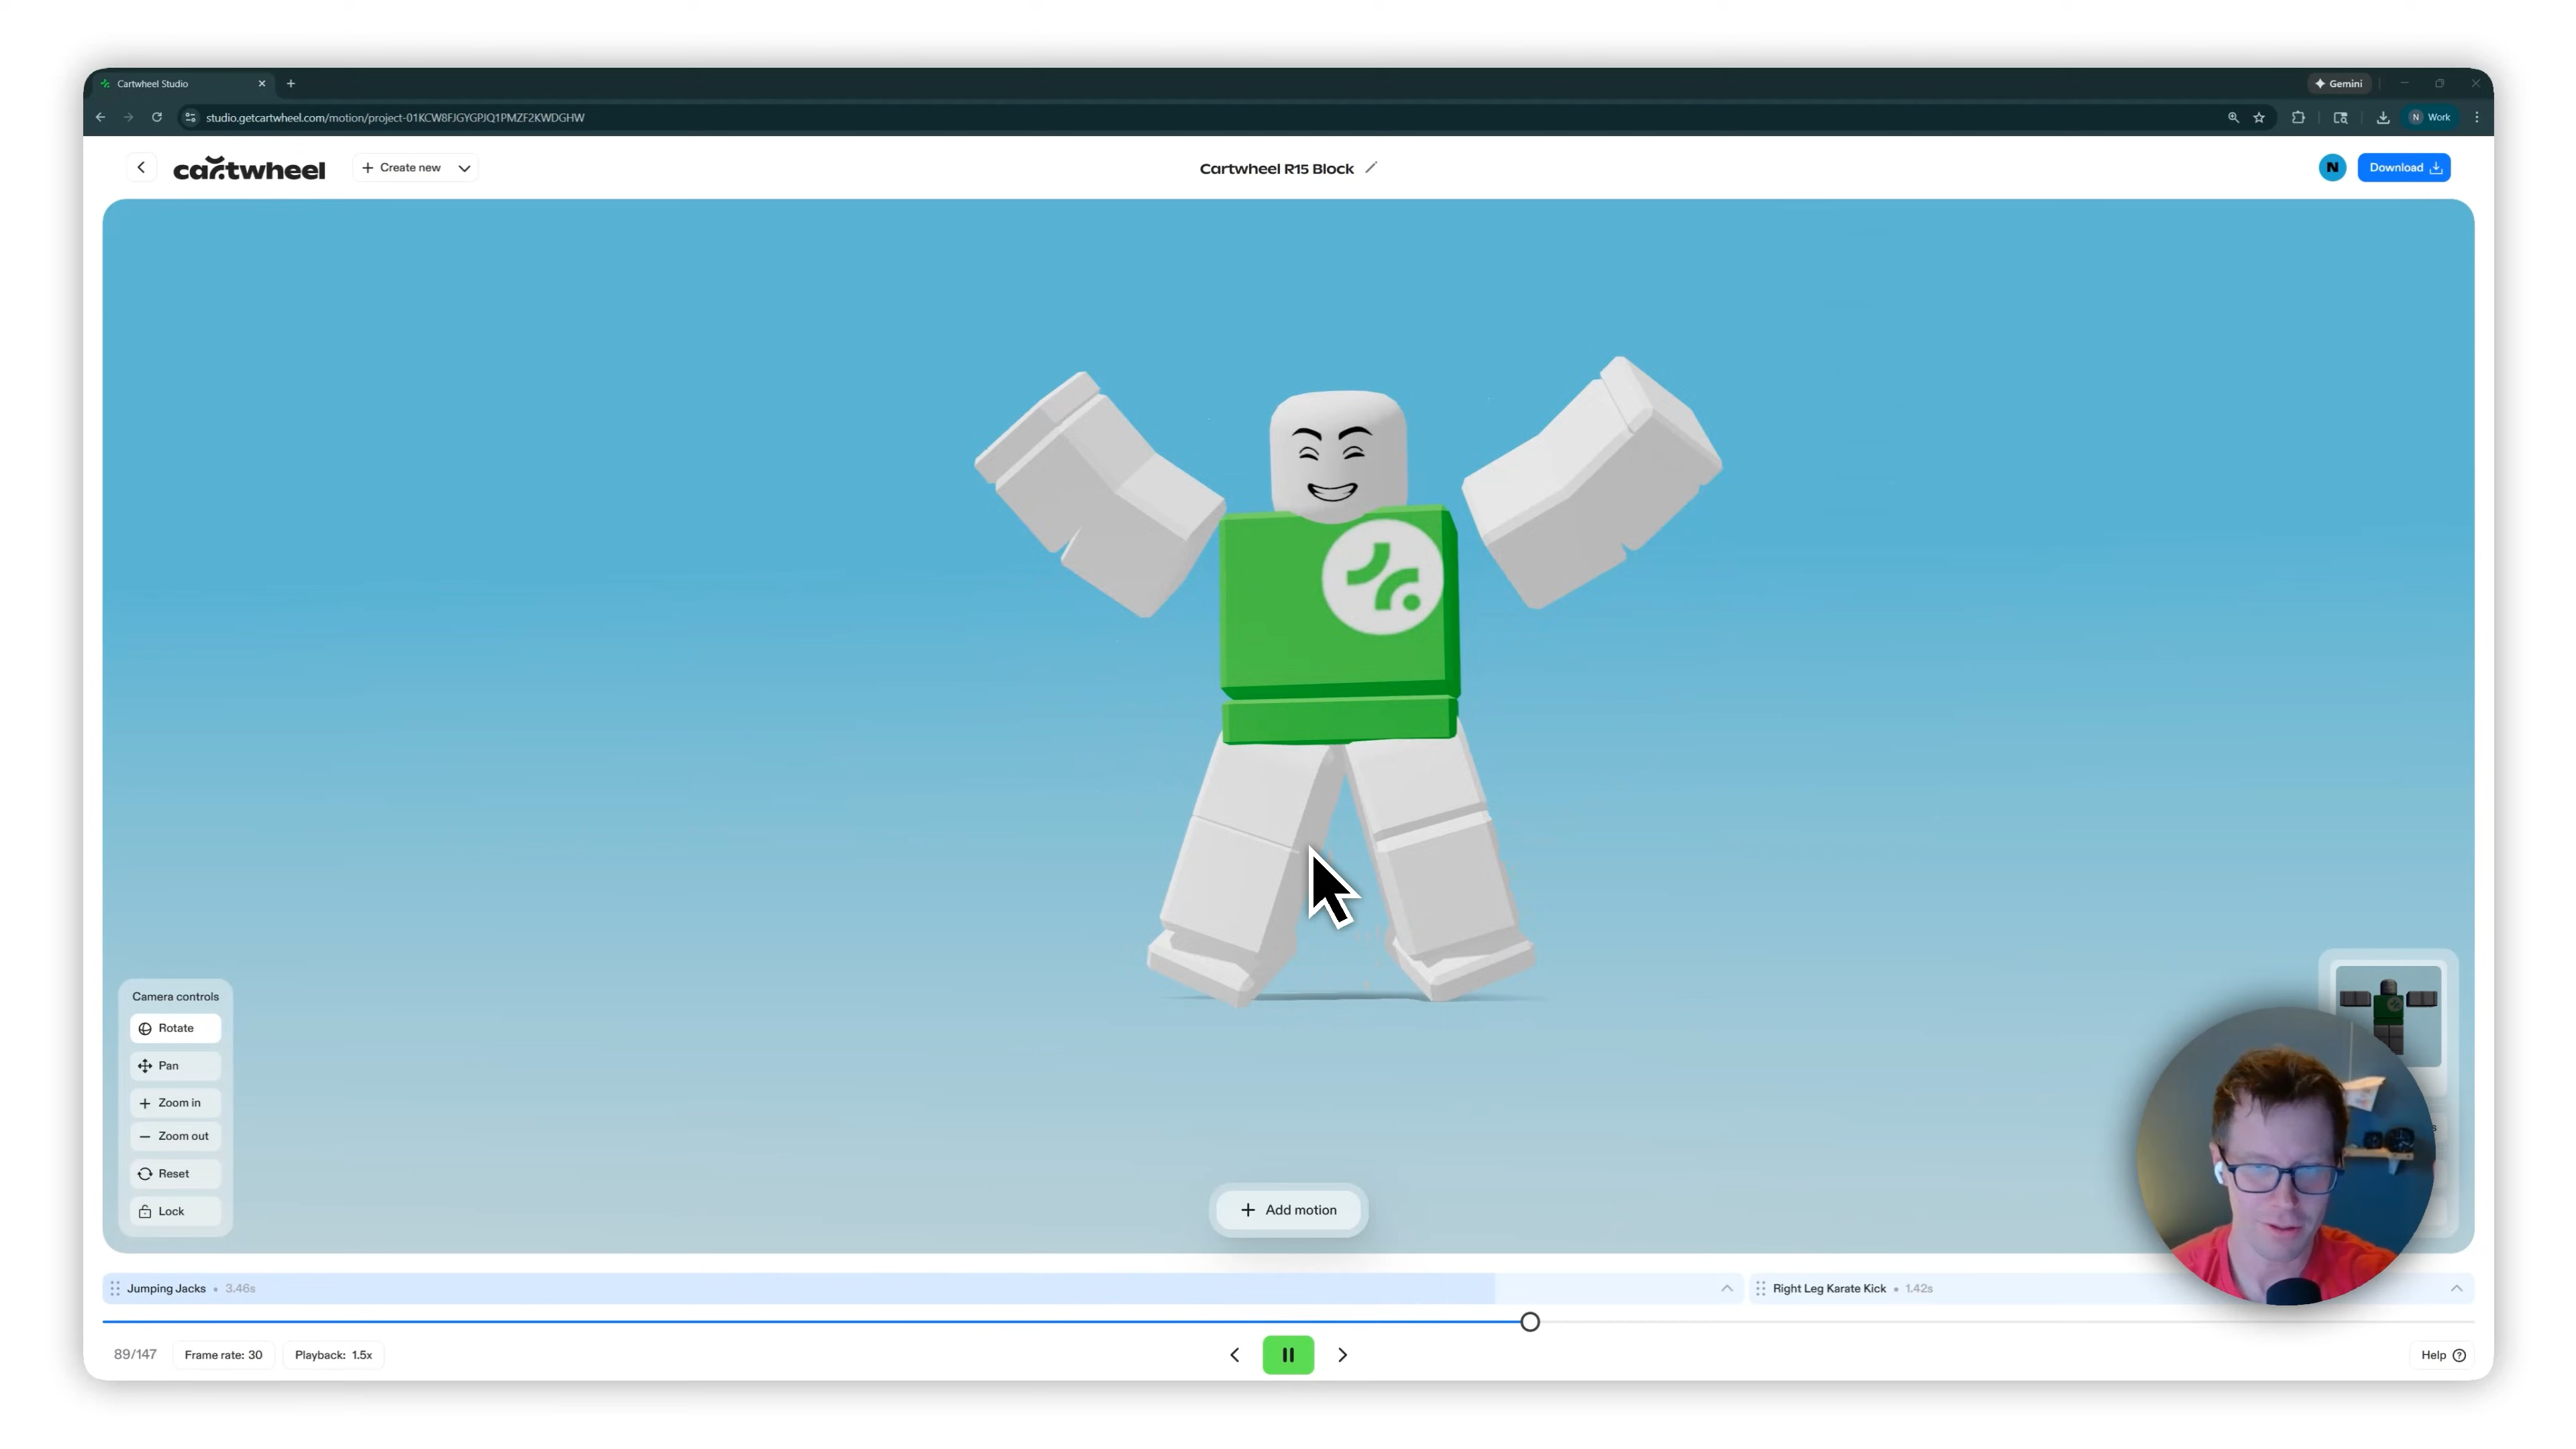 Cartwheel Studio
Gemini
studio.getcartwheel.com/motion/project-01KCW8FJGYGPJQ1PMZF2KWDGHW
N Work
cartwheel
Create new
Cartwheel R15 Block
N
Download
Camera controls
Rotate
Pan
Zoom in
Zoom out
Reset
Lock
Add motion
Jumping Jacks • 3.46s
Right Leg Karate Kick • 1.42s
89/147
Frame rate: 30
Playback: 1.5x
Help